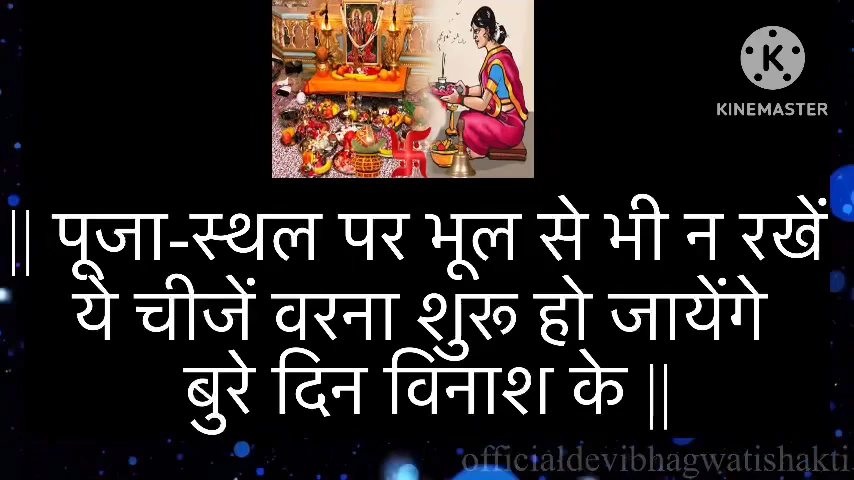 KINEMASTER
|| पूजा-स्थल पर भूल से भी न रखें
ये चीजें वरना शुरू हो जायेंगे
बुरे दिन विनाश के ||
officialdevibhagwatishakti